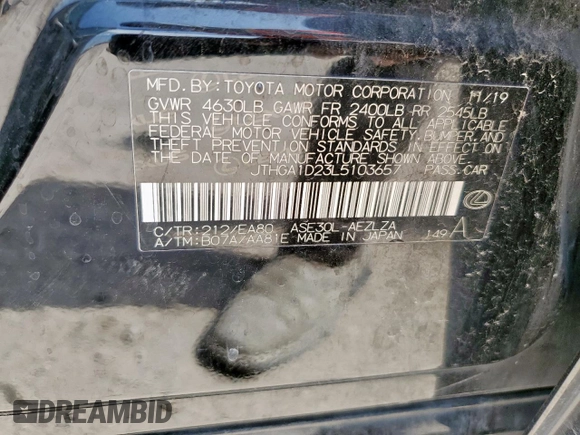 MFD. BY: TOYOTA MOTOR CORPORATION 11/19
GVWR 4630LB GAWR FR 2400LB RR 2545LB
THIS VEHICLE CONFORMS TO ALL APPLICABLE
FEDERAL MOTOR VEHICLE SAFETY, BUMPER, AND
THEFT PREVENTION STANDARDS IN EFFECT ON
THE DATE OF MANUFACTURE SHOWN ABOVE.
JTHGA1D23L5103657 PASS.CAR
C/TR:212/EA80 ASE30L-AEZLZA
A/TM:B07A/AA81E MADE IN JAPAN 149 A
DREAMBID